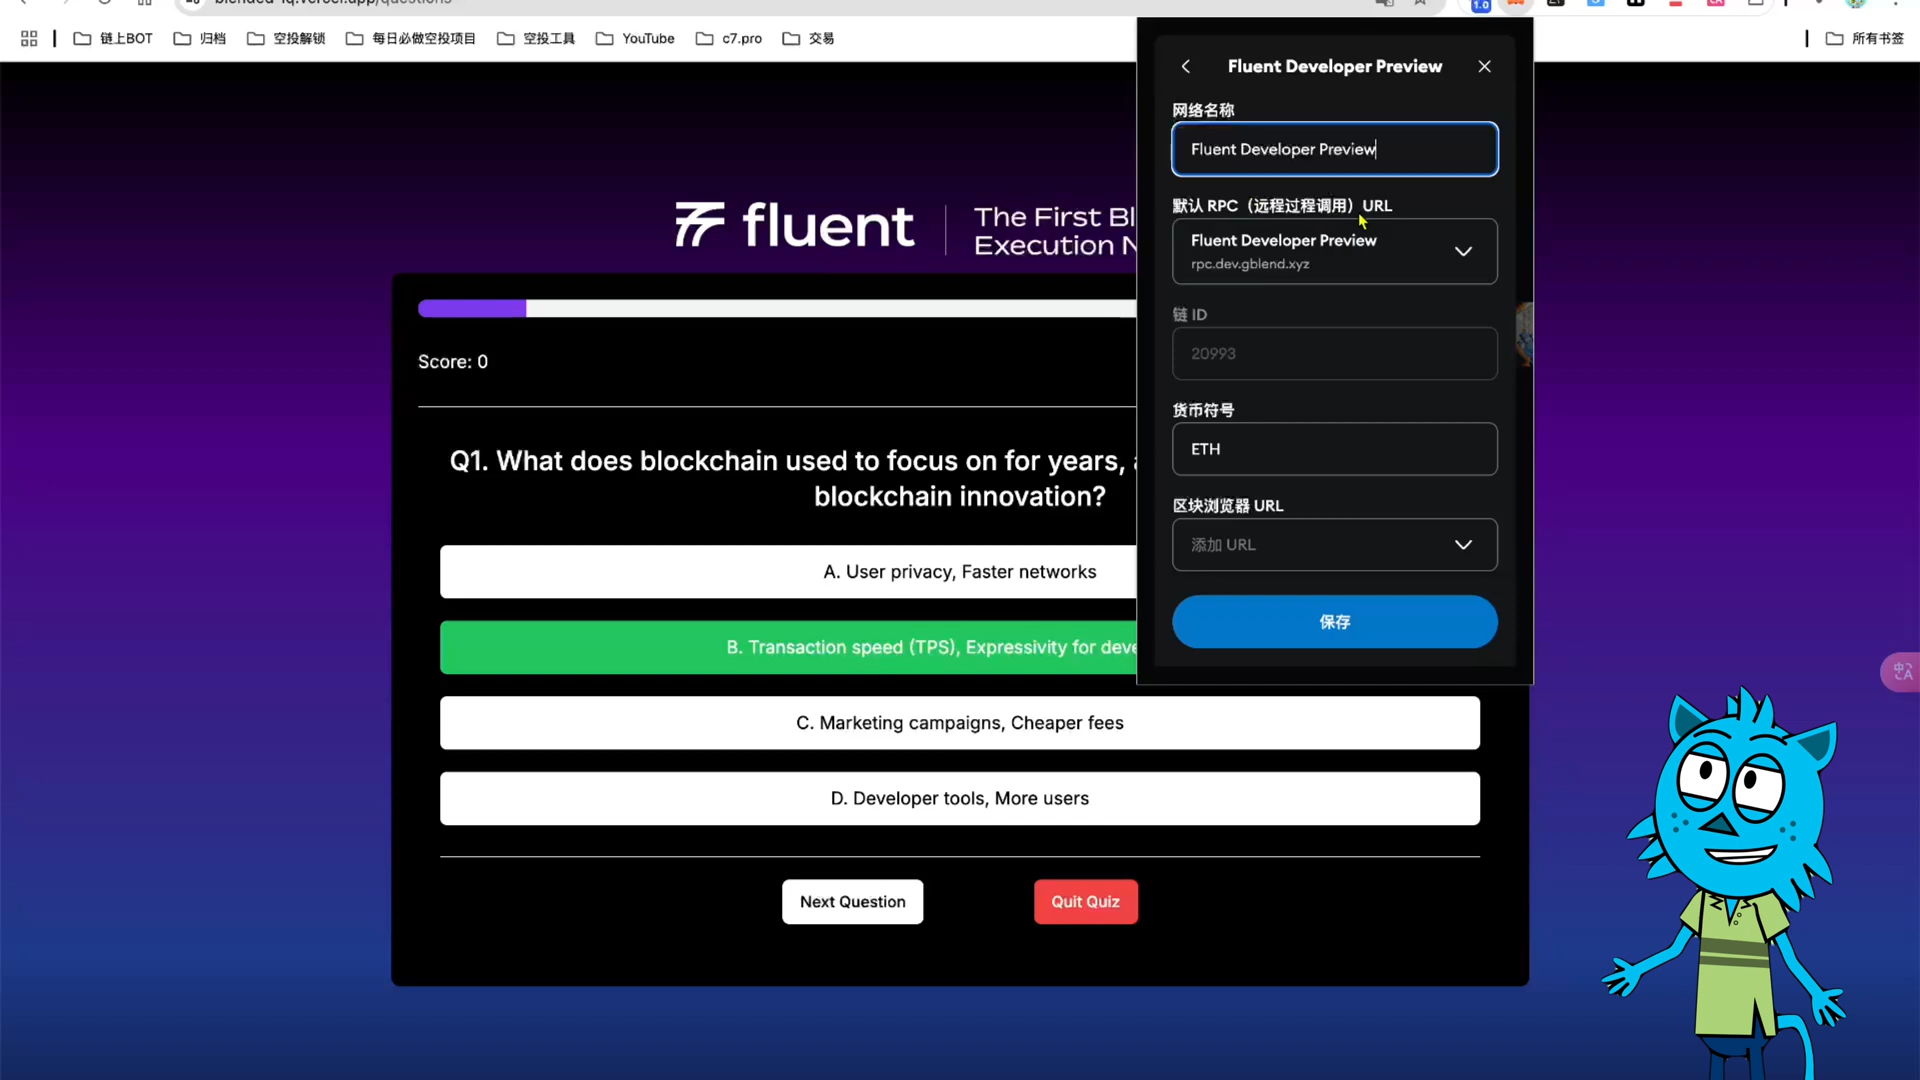 链上BOT
归档
空投解锁
每日必做空投项目
空投工具
YouTube
c7.pro
交易
所有书签
Fluent Developer Preview
网络名称
Fluent Developer Preview
默认 RPC（远程过程调用）URL
Fluent Developer Preview
rpc.dev.gblend.xyz
链 ID
20993
货币符号
ETH
区块浏览器 URL
添加 URL
保存
fluent
The First Bl
Execution N
Score: 0
Q1. What does blockchain used to focus on for years,
blockchain innovation?
A. User privacy, Faster networks
B. Transaction speed (TPS), Expressivity for deve
C. Marketing campaigns, Cheaper fees
D. Developer tools, More users
Next Question
Quit Quiz